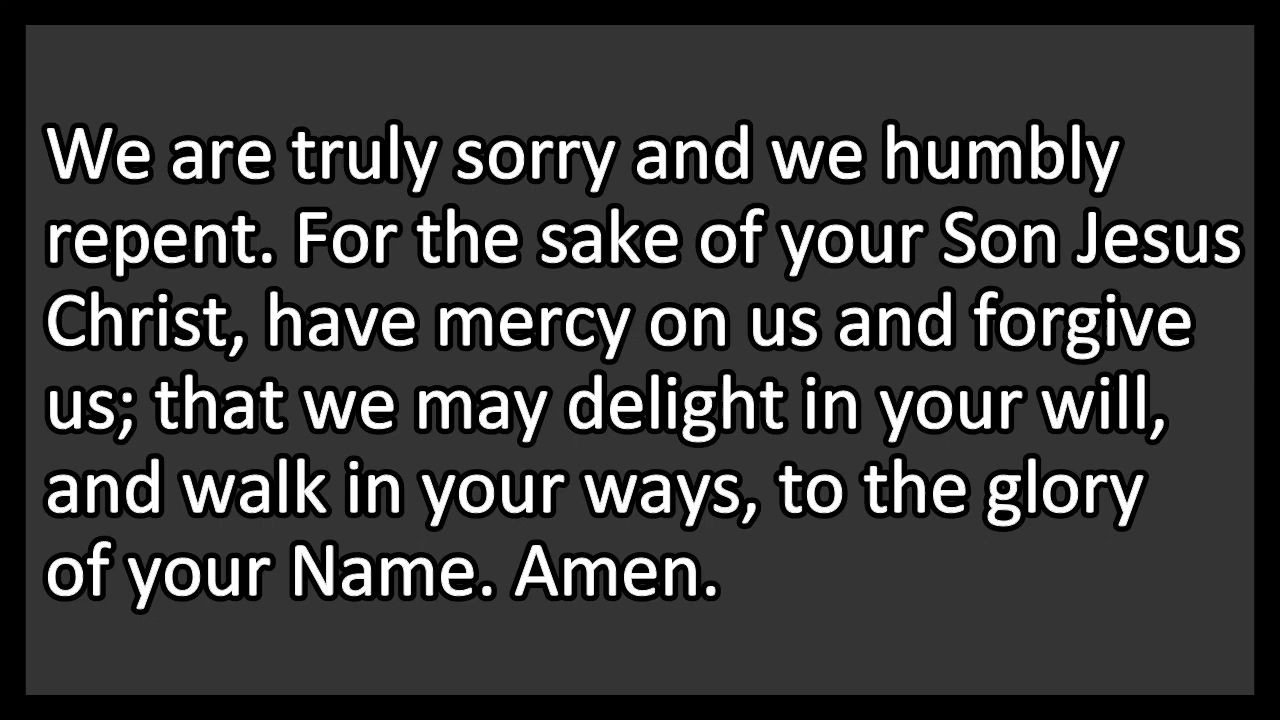 We are truly sorry and we humbly
repent. For the sake of your Son Jesus
Christ, have mercy on us and forgive
us; that we may delight in your will,
and walk in your ways, to the glory
of your Name. Amen.